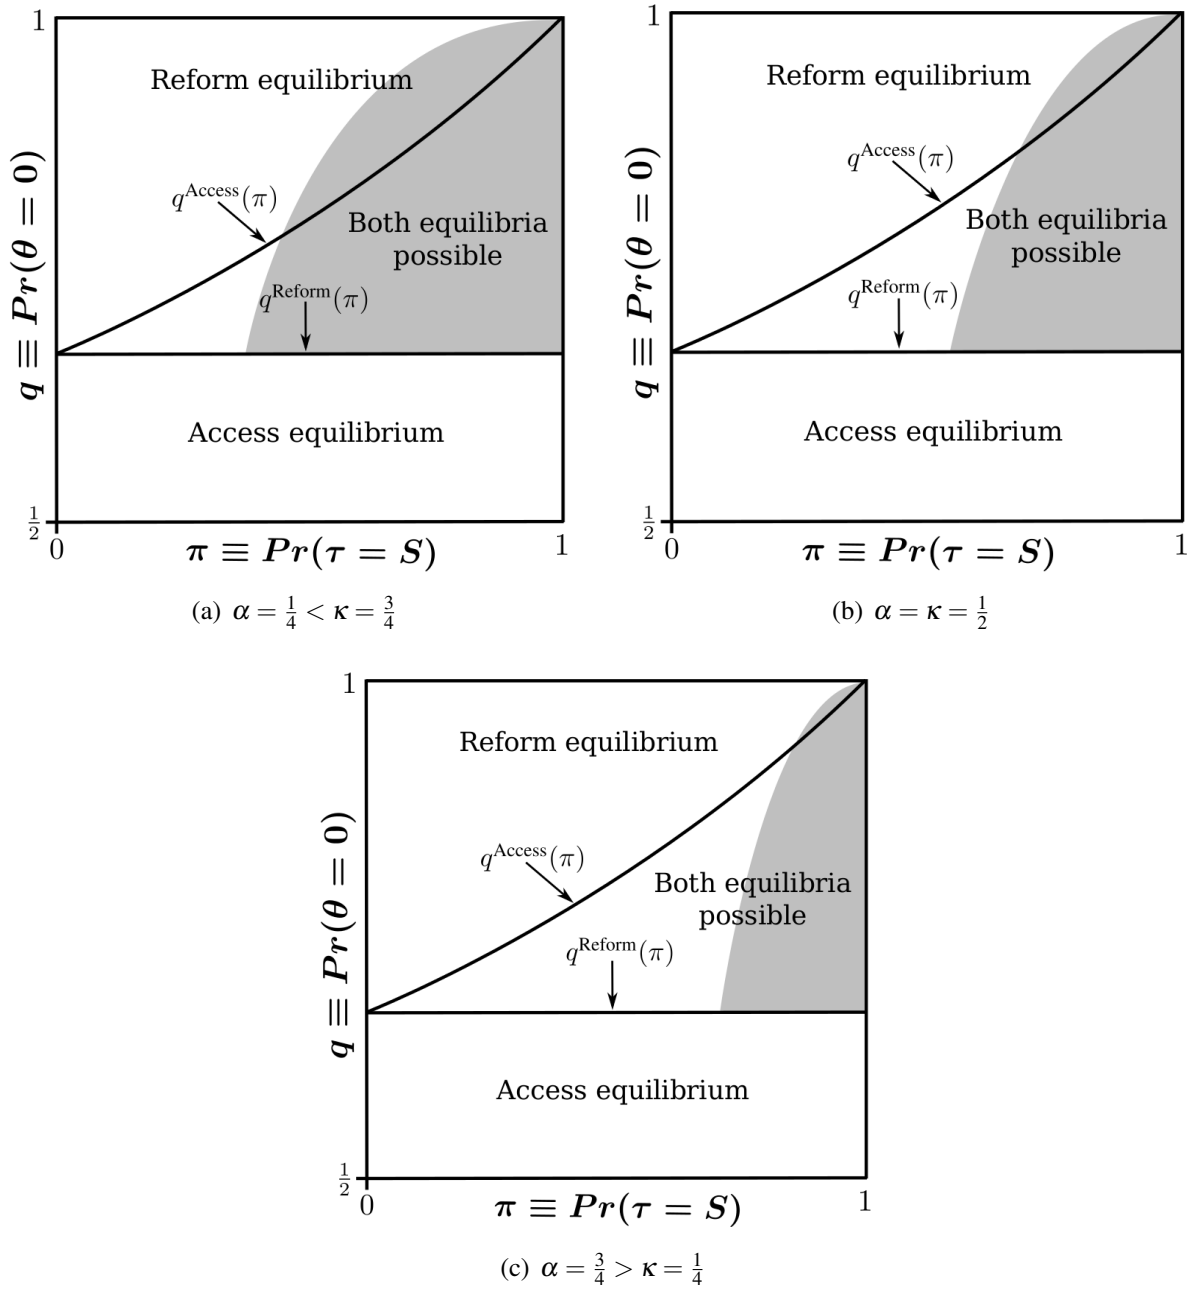 1
Reform equilibrium
q^Access(π)
Both equilibria
possible
q^Reform(π)
Access equilibrium
q ≡ Pr(θ = 0)
1/2
0
1
π ≡ Pr(τ = S)
(a) α = 1/4 < κ = 3/4
1
Reform equilibrium
q^Access(π)
Both equilibria
possible
q^Reform(π)
Access equilibrium
q ≡ Pr(θ = 0)
1/2
0
1
π ≡ Pr(τ = S)
(b) α = κ = 1/2
1
Reform equilibrium
q^Access(π)
Both equilibria
possible
q^Reform(π)
Access equilibrium
q ≡ Pr(θ = 0)
1/2
0
1
π ≡ Pr(τ = S)
(c) α = 3/4 > κ = 1/4